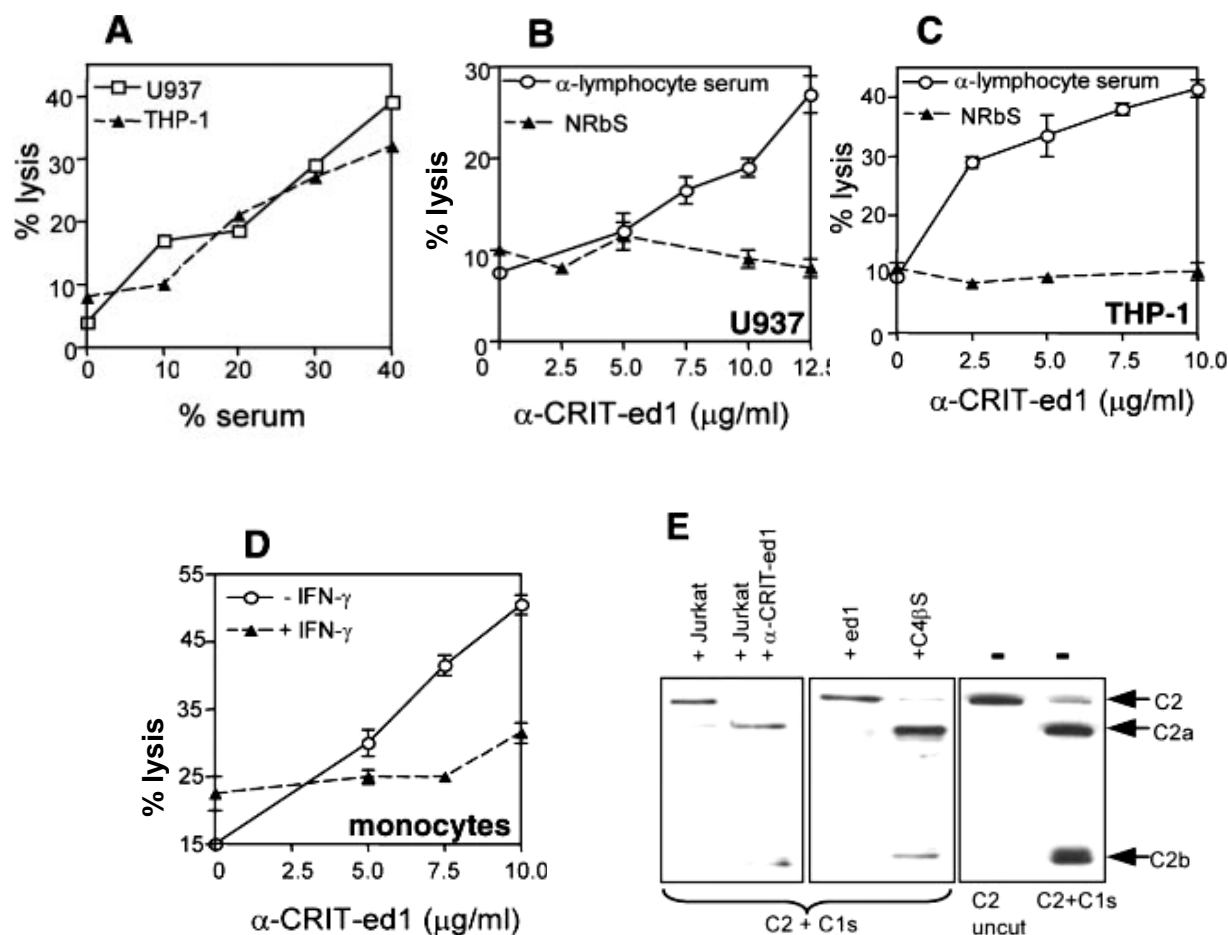 A
U937
THP-1
% lysis
40
30
20
10
0
0 10 20 30 40
% serum
B
α-lymphocyte serum
NRbS
% lysis
30
20
10
0
0 2.5 5.0 7.5 10.0 12.5
U937
α-CRIT-ed1 (μg/ml)
C
α-lymphocyte serum
NRbS
% lysis
40
30
20
10
0
0 2.5 5.0 7.5 10.0
THP-1
α-CRIT-ed1 (μg/ml)
D
- IFN-γ
+ IFN-γ
% lysis
55
45
35
25
15
0 2.5 5.0 7.5 10.0
monocytes
α-CRIT-ed1 (μg/ml)
E
+ Jurkat
+ Jurkat
+ α-CRIT-ed1
+ ed1
+C4βS
- -
C2
C2a
C2b
C2 + C1s
C2
uncut
C2+C1s